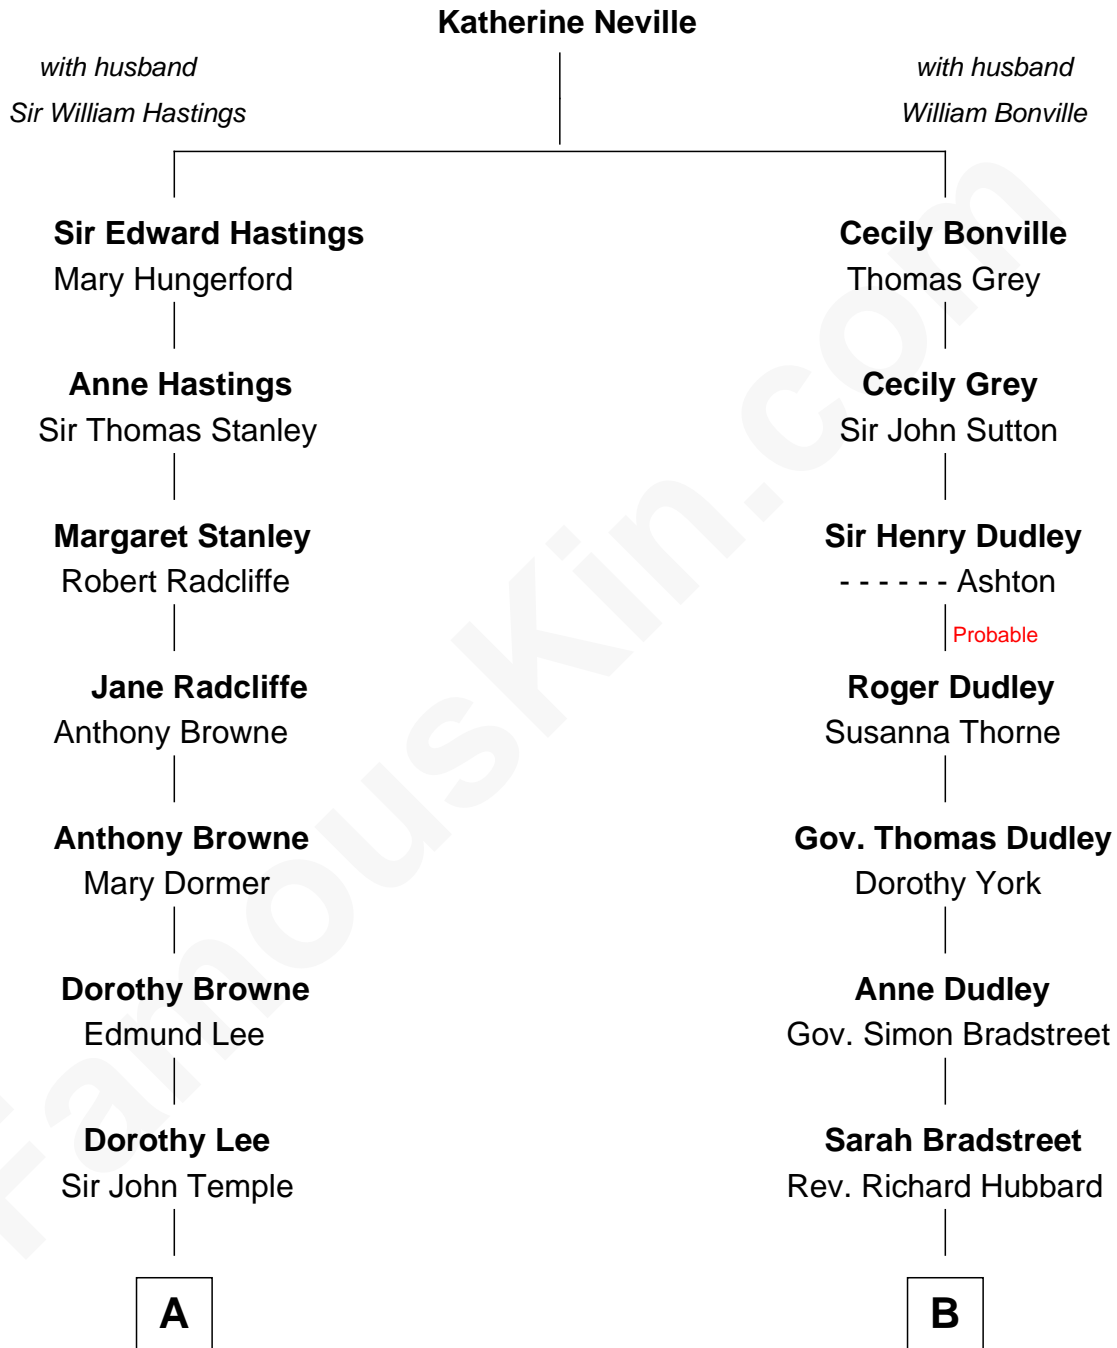 Katherine Neville
with husband
Sir William Hastings
with husband
William Bonville
Sir Edward Hastings
Mary Hungerford
Anne Hastings
Sir Thomas Stanley
Margaret Stanley
Robert Radcliffe
Jane Radcliffe
Anthony Browne
Anthony Browne
Mary Dormer
Dorothy Browne
Edmund Lee
Dorothy Lee
Sir John Temple
A
Cecily Bonville
Thomas Grey
Cecily Grey
Sir John Sutton
Sir Henry Dudley
- - - - - - Ashton
Probable
Roger Dudley
Susanna Thorne
Gov. Thomas Dudley
Dorothy York
Anne Dudley
Gov. Simon Bradstreet
Sarah Bradstreet
Rev. Richard Hubbard
B
FamousKin.com